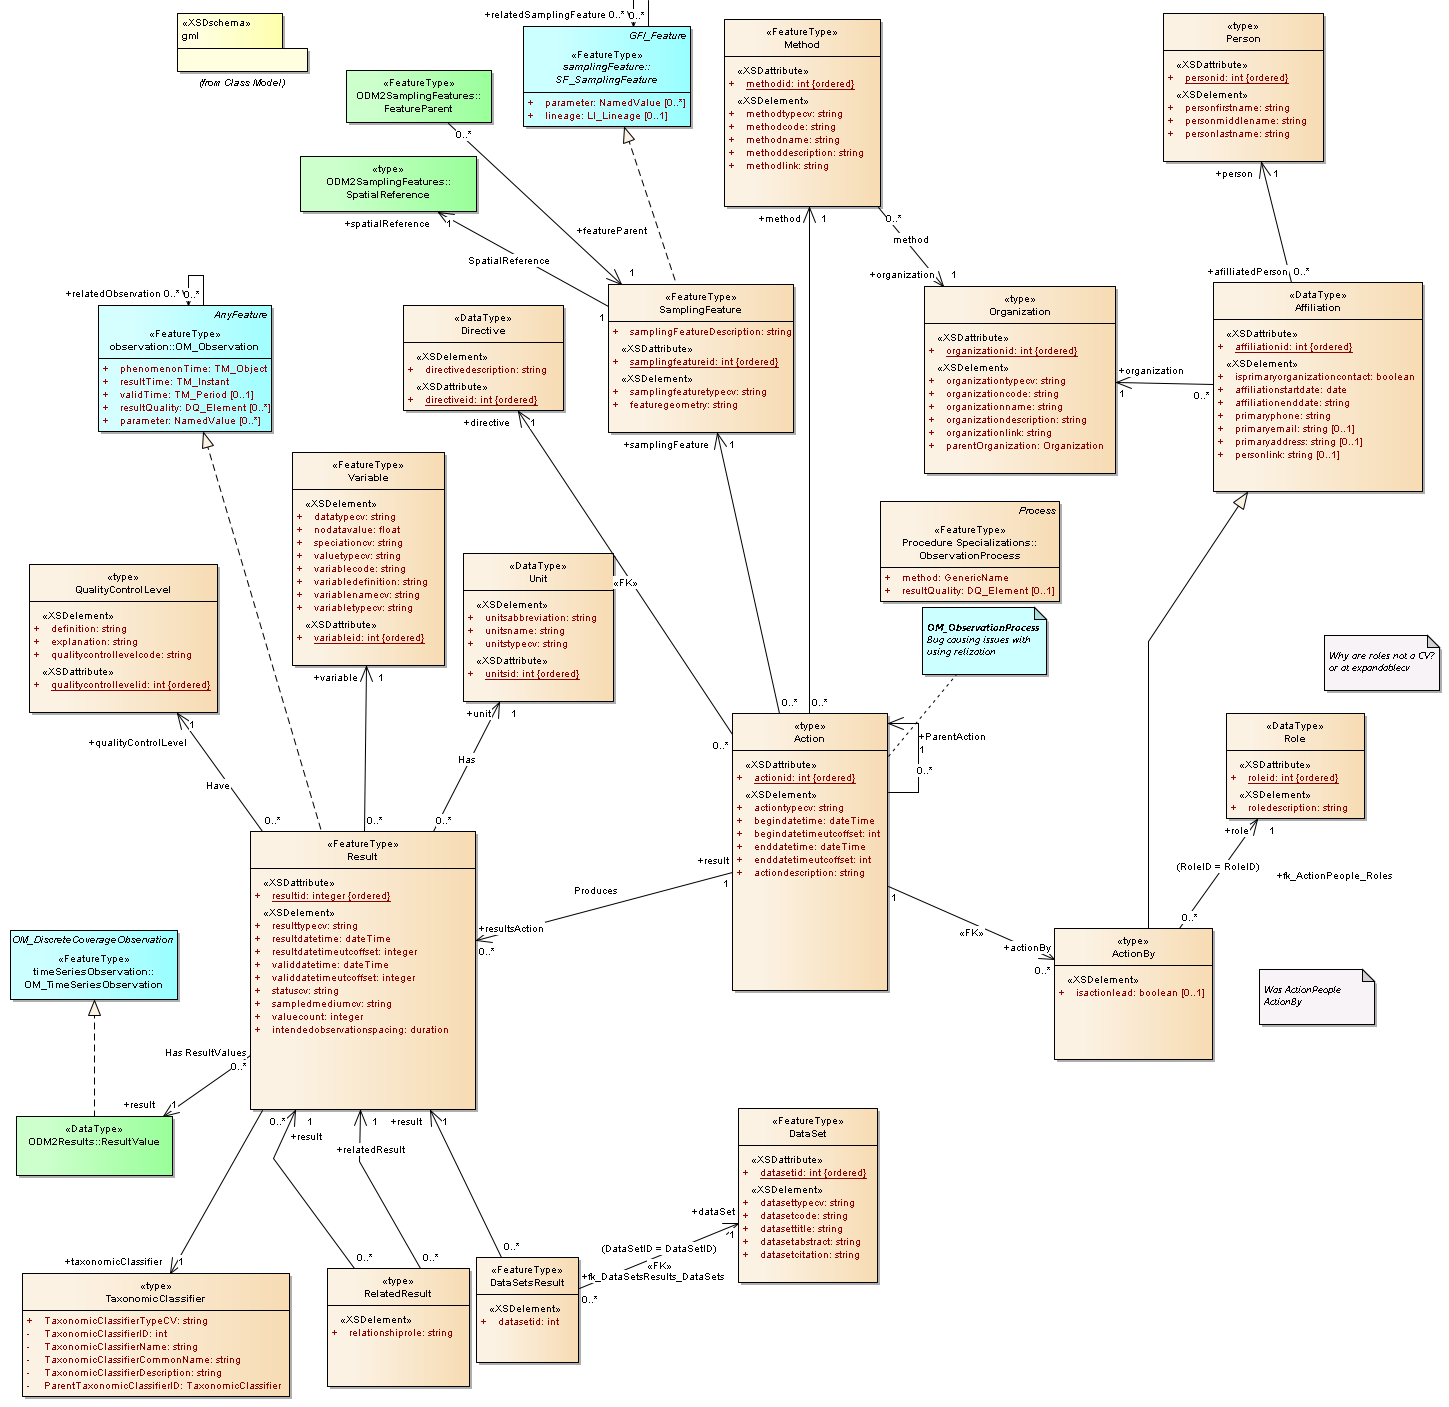 «XSDschema»
gml
(from Class Model)
+relatedSamplingFeature 0..*
0..*
GFI_Feature
«FeatureType»
samplingFeature::
SF_SamplingFeature
+ parameter: NamedValue [0..*]
+ lineage: LI_Lineage [0..1]
«FeatureType»
ODM2SamplingFeatures::
FeatureParent
0..*
+featureParent
1
«type»
ODM2SamplingFeatures::
SpatialReference
+spatialReference
1
SpatialReference
1
«FeatureType»
Method
«XSDattribute»
+ methodid: int {ordered}
«XSDelement»
+ methodtypecv: string
+ methodcode: string
+ methodname: string
+ methoddescription: string
+ methodlink: string
+method
1
0..*
method
+organization
1
«type»
Person
«XSDattribute»
+ personid: int {ordered}
«XSDelement»
+ personfirstname: string
+ personmiddlename: string
+ personlastname: string
+person
1
+afilliatedPerson
0..*
«type»
Organization
«XSDattribute»
+ organizationid: int {ordered}
«XSDelement»
+ organizationtypecv: string
+ organizationcode: string
+ organizationname: string
+ organizationdescription: string
+ organizationlink: string
+ parentOrganization: Organization
+organization
1
0..*
«DataType»
Affiliation
«XSDattribute»
+ affiliationid: int {ordered}
«XSDelement»
+ isprimaryorganizationcontact: boolean
+ affiliationstartdate: date
+ affiliationenddate: string
+ primaryphone: string
+ primaryemail: string [0..1]
+ primaryaddress: string [0..1]
+ personlink: string [0..1]
+relatedObservation 0..*
0..*
AnyFeature
«FeatureType»
observation::OM_Observation
+ phenomenonTime: TM_Object
+ resultTime: TM_Instant
+ validTime: TM_Period [0..1]
+ resultQuality: DQ_Element [0..*]
+ parameter: NamedValue [0..*]
«DataType»
Directive
«XSDelement»
+ directivedescription: string
«XSDattribute»
+ directiveid: int {ordered}
+directive
1
«FK»
0..*
«FeatureType»
SamplingFeature
+ samplingFeatureDescription: string
«XSDattribute»
+ samplingfeatureid: int {ordered}
«XSDelement»
+ samplingfeaturetypecv: string
+ featuregeometry: string
+samplingFeature
1
0..*
0..*
«FeatureType»
Variable
«XSDelement»
+ datatypecv: string
+ nodatavalue: float
+ speciationcv: string
+ valuetypecv: string
+ variablecode: string
+ variabledefinition: string
+ variablenamecv: string
+ variabletypecv: string
«XSDattribute»
+ variableid: int {ordered}
+variable
1
0..*
Process
«FeatureType»
Procedure Specializations::
ObservationProcess
+ method: GenericName
+ resultQuality: DQ_Element [0..1]
OM_ObservationProcess
Bug causing issues with
using relization
«type»
QualityControlLevel
«XSDelement»
+ definition: string
+ explanation: string
+ qualitycontrollevelcode: string
«XSDattribute»
+ qualitycontrollevelid: int {ordered}
+qualityControlLevel
1
Have
0..*
«DataType»
Unit
«XSDelement»
+ unitsabbreviation: string
+ unitsname: string
+ unitstypecv: string
«XSDattribute»
+ unitsid: int {ordered}
+unit
1
Has
0..*
Why are roles not a CV?
or at expandablecv
«type»
Action
«XSDattribute»
+ actionid: int {ordered}
«XSDelement»
+ actiontypecv: string
+ begindatetime: dateTime
+ begindatetimeutcoffset: int
+ enddatetime: dateTime
+ enddatetimeutcoffset: int
+ actiondescription: string
+ParentAction
1
0..*
+result
1
Produces
+resultsAction
0..*
1
«FK»
+actionBy
0..*
«DataType»
Role
«XSDattribute»
+ roleid: int {ordered}
«XSDelement»
+ roledescription: string
+role
1
(RoleID = RoleID)
+fk_ActionPeople_Roles
0..*
«type»
ActionBy
«XSDelement»
+ isactionlead: boolean [0..1]
Was ActionPeople
ActionBy
«FeatureType»
Result
«XSDattribute»
+ resultid: integer {ordered}
«XSDelement»
+ resulttypecv: string
+ resultdatetime: dateTime
+ resultdatetimeutcoffset: integer
+ validdatetime: dateTime
+ validdatetimeutcoffset: integer
+ statuscv: string
+ sampledmediumcv: string
+ valuecount: integer
+ intendedobservationspacing: duration
OM_DiscreteCoverageObservation
«FeatureType»
timeSeriesObservation::
OM_TimeSeriesObservation
Has ResultValues
0..*
+result
1
«DataType»
ODM2Results::ResultValue
0..*
1
+result
1
+relatedResult
+result
1
+taxonomicClassifier
1
0..*
0..*
0..*
«type»
TaxonomicClassifier
+ TaxonomicClassifierTypeCV: string
- TaxonomicClassifierID: int
- TaxonomicClassifierName: string
- TaxonomicClassifierCommonName: string
- TaxonomicClassifierDescription: string
- ParentTaxonomicClassifierID: TaxonomicClassifier
«type»
RelatedResult
«XSDelement»
+ relationshiprole: string
«FeatureType»
DataSetsResult
«XSDelement»
+ datasetid: int
+dataSet
1
(DataSetID = DataSetID)
«FK»
+fk_DataSetsResults_DataSets
0..*
«FeatureType»
DataSet
«XSDattribute»
+ datasetid: int {ordered}
«XSDelement»
+ datasettypecv: string
+ datasetcode: string
+ datasettitle: string
+ datasetabstract: string
+ datasetcitation: string